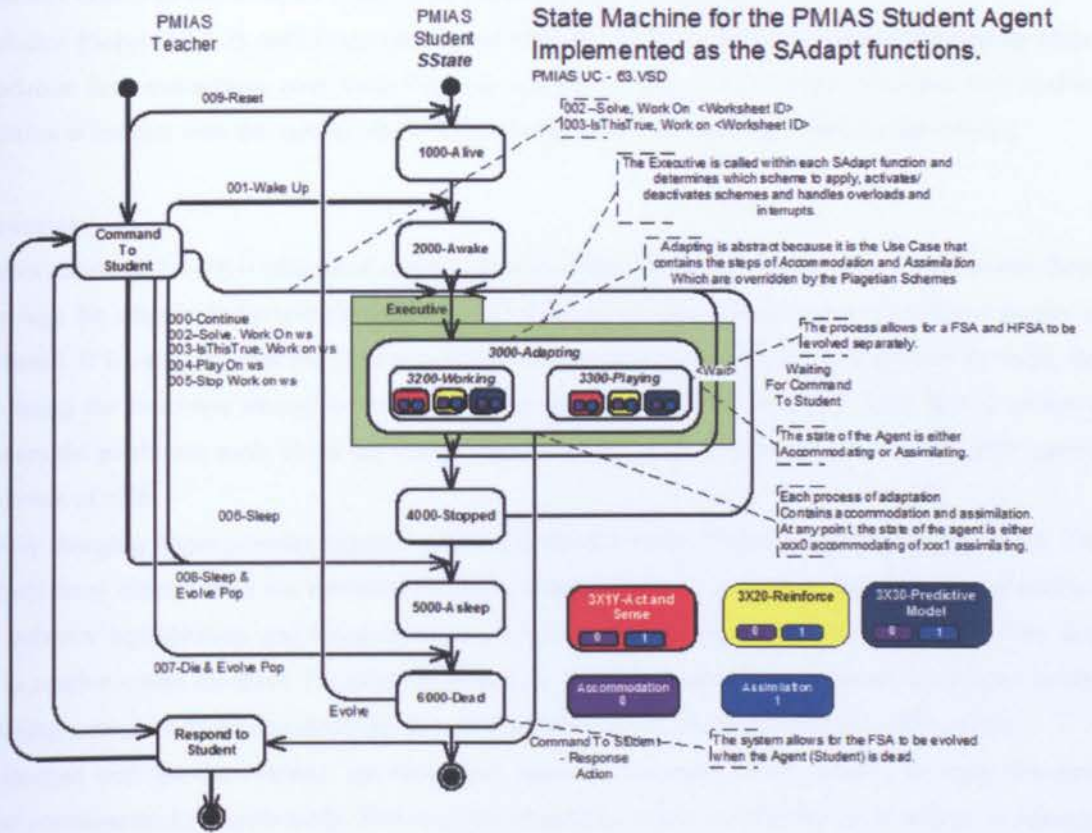 PMIAS
Teacher
PMIAS
Student
SState
State Machine for the PMIAS Student Agent
Implemented as the SAdapt functions.
PMIAS UC - 63.VSD
009-Reset
002–Solve, Work On <Worksheet ID>
003-IsThisTrue, Work on <Worksheet ID>
1000-Alive
The Executive is called within each SAdapt function and
determines which scheme to apply, activates/
deactivates schemes and handles overloads and
interrupts.
001-Wake Up
Command
To
Student
2000-Awake
Adapting is abstract because it is the Use Case that
contains the steps of Accommodation and Assimilation
Which are overridden by the Piagetian Schemes
Executive
000-Continue
002–Solve. Work On ws
003-IsThisTrue, Work on ws
004-Play On ws
005-Stop Work on ws
The process allows for a FSA and HFSA to be
evolved separately.
3000-Adapting
<Wait>
3200-Working
3300-Playing
Waiting
For Command
To Student
The state of the Agent is either
Accommodating or Assimilating.
Each process of adaptation
Contains accommodation and assimilation.
At any point, the state of the agent is either
xxx0 accommodating of xxx1 assimilating.
4000-Stopped
006-Sleep
008-Sleep &
Evolve Pop
5000-Asleep
3X1Y-Act and
Sense
0 1
3X20-Reinforce
0 1
3X30-Predictive
Model
0 1
007-Die & Evolve Pop
6000-Dead
Evolve
Accommodation
0
Assimilation
1
Respond to
Student
Command To Student
- Response
Action
The system allows for the FSA to be evolved
when the Agent (Student) is dead.